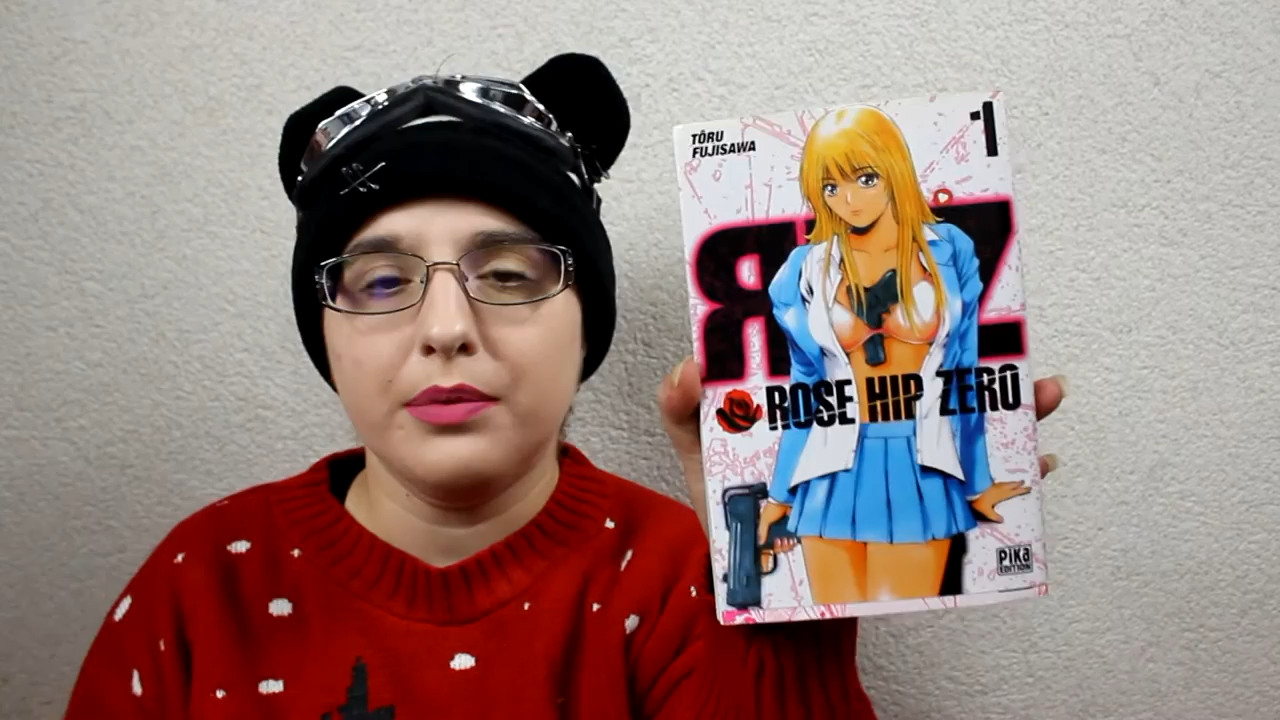 TÔRU
FUJISAWA
1
RHZ
ROSE HIP ZERO
PIKA
EDITION